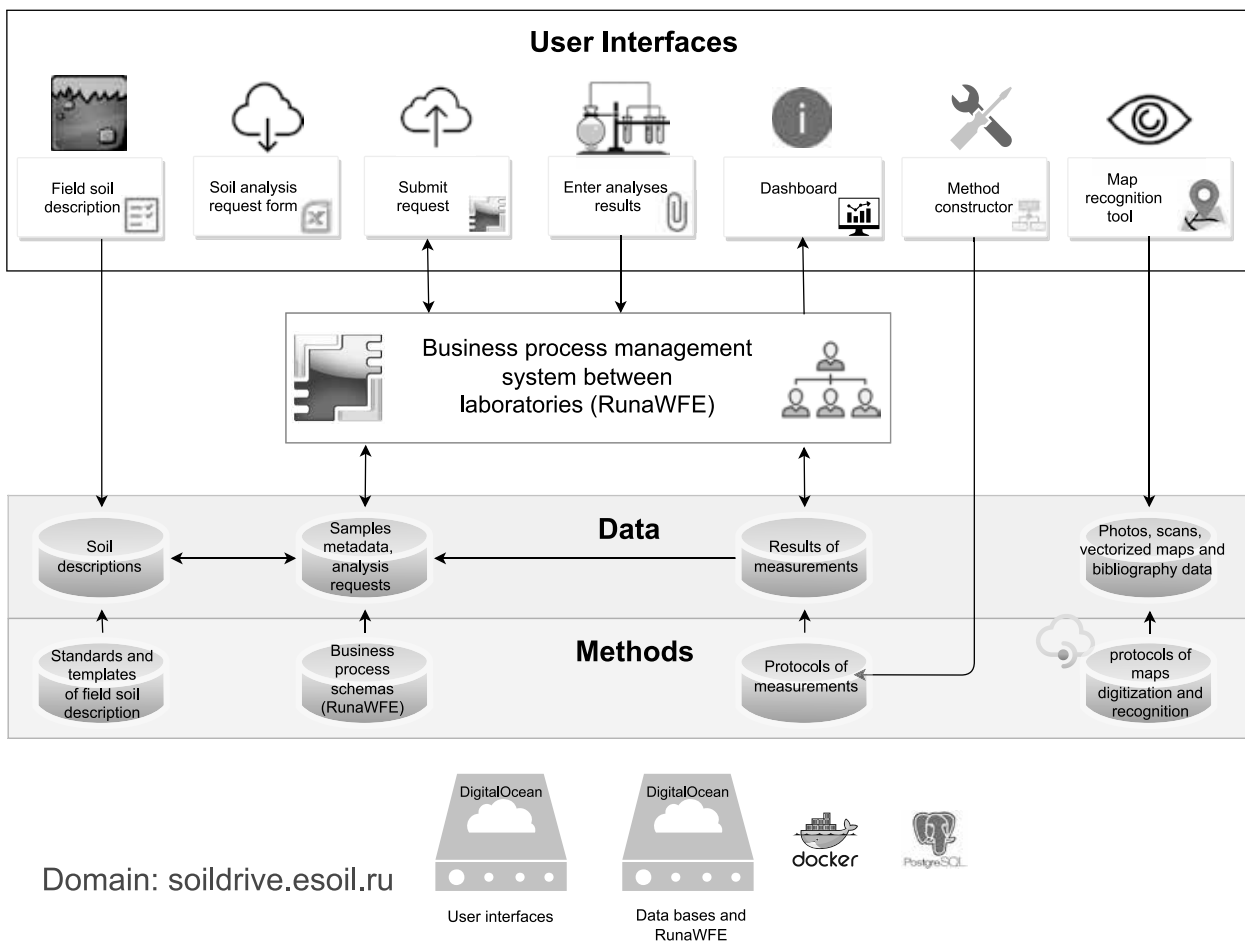 User Interfaces
Field soil
description
Soil analysis
request form
Submit
request
Enter analyses
results
Dashboard
Method
constructor
Map
recognition
tool
Business process management
system between
laboratories (RunaWFE)
Data
Soil
descriptions
Samples
metadata,
analysis
requests
Results of
measurements
Photos, scans,
vectorized maps and
bibliography data
Methods
Standards and
templates
of field soil
description
Business
process
schemas
(RunaWFE)
Protocols of
measurements
protocols of
maps
digitization and
recognition
DigitalOcean
DigitalOcean
docker
PostgreSQL
Domain: soildrive.esoil.ru
User interfaces
Data bases and
RunaWFE